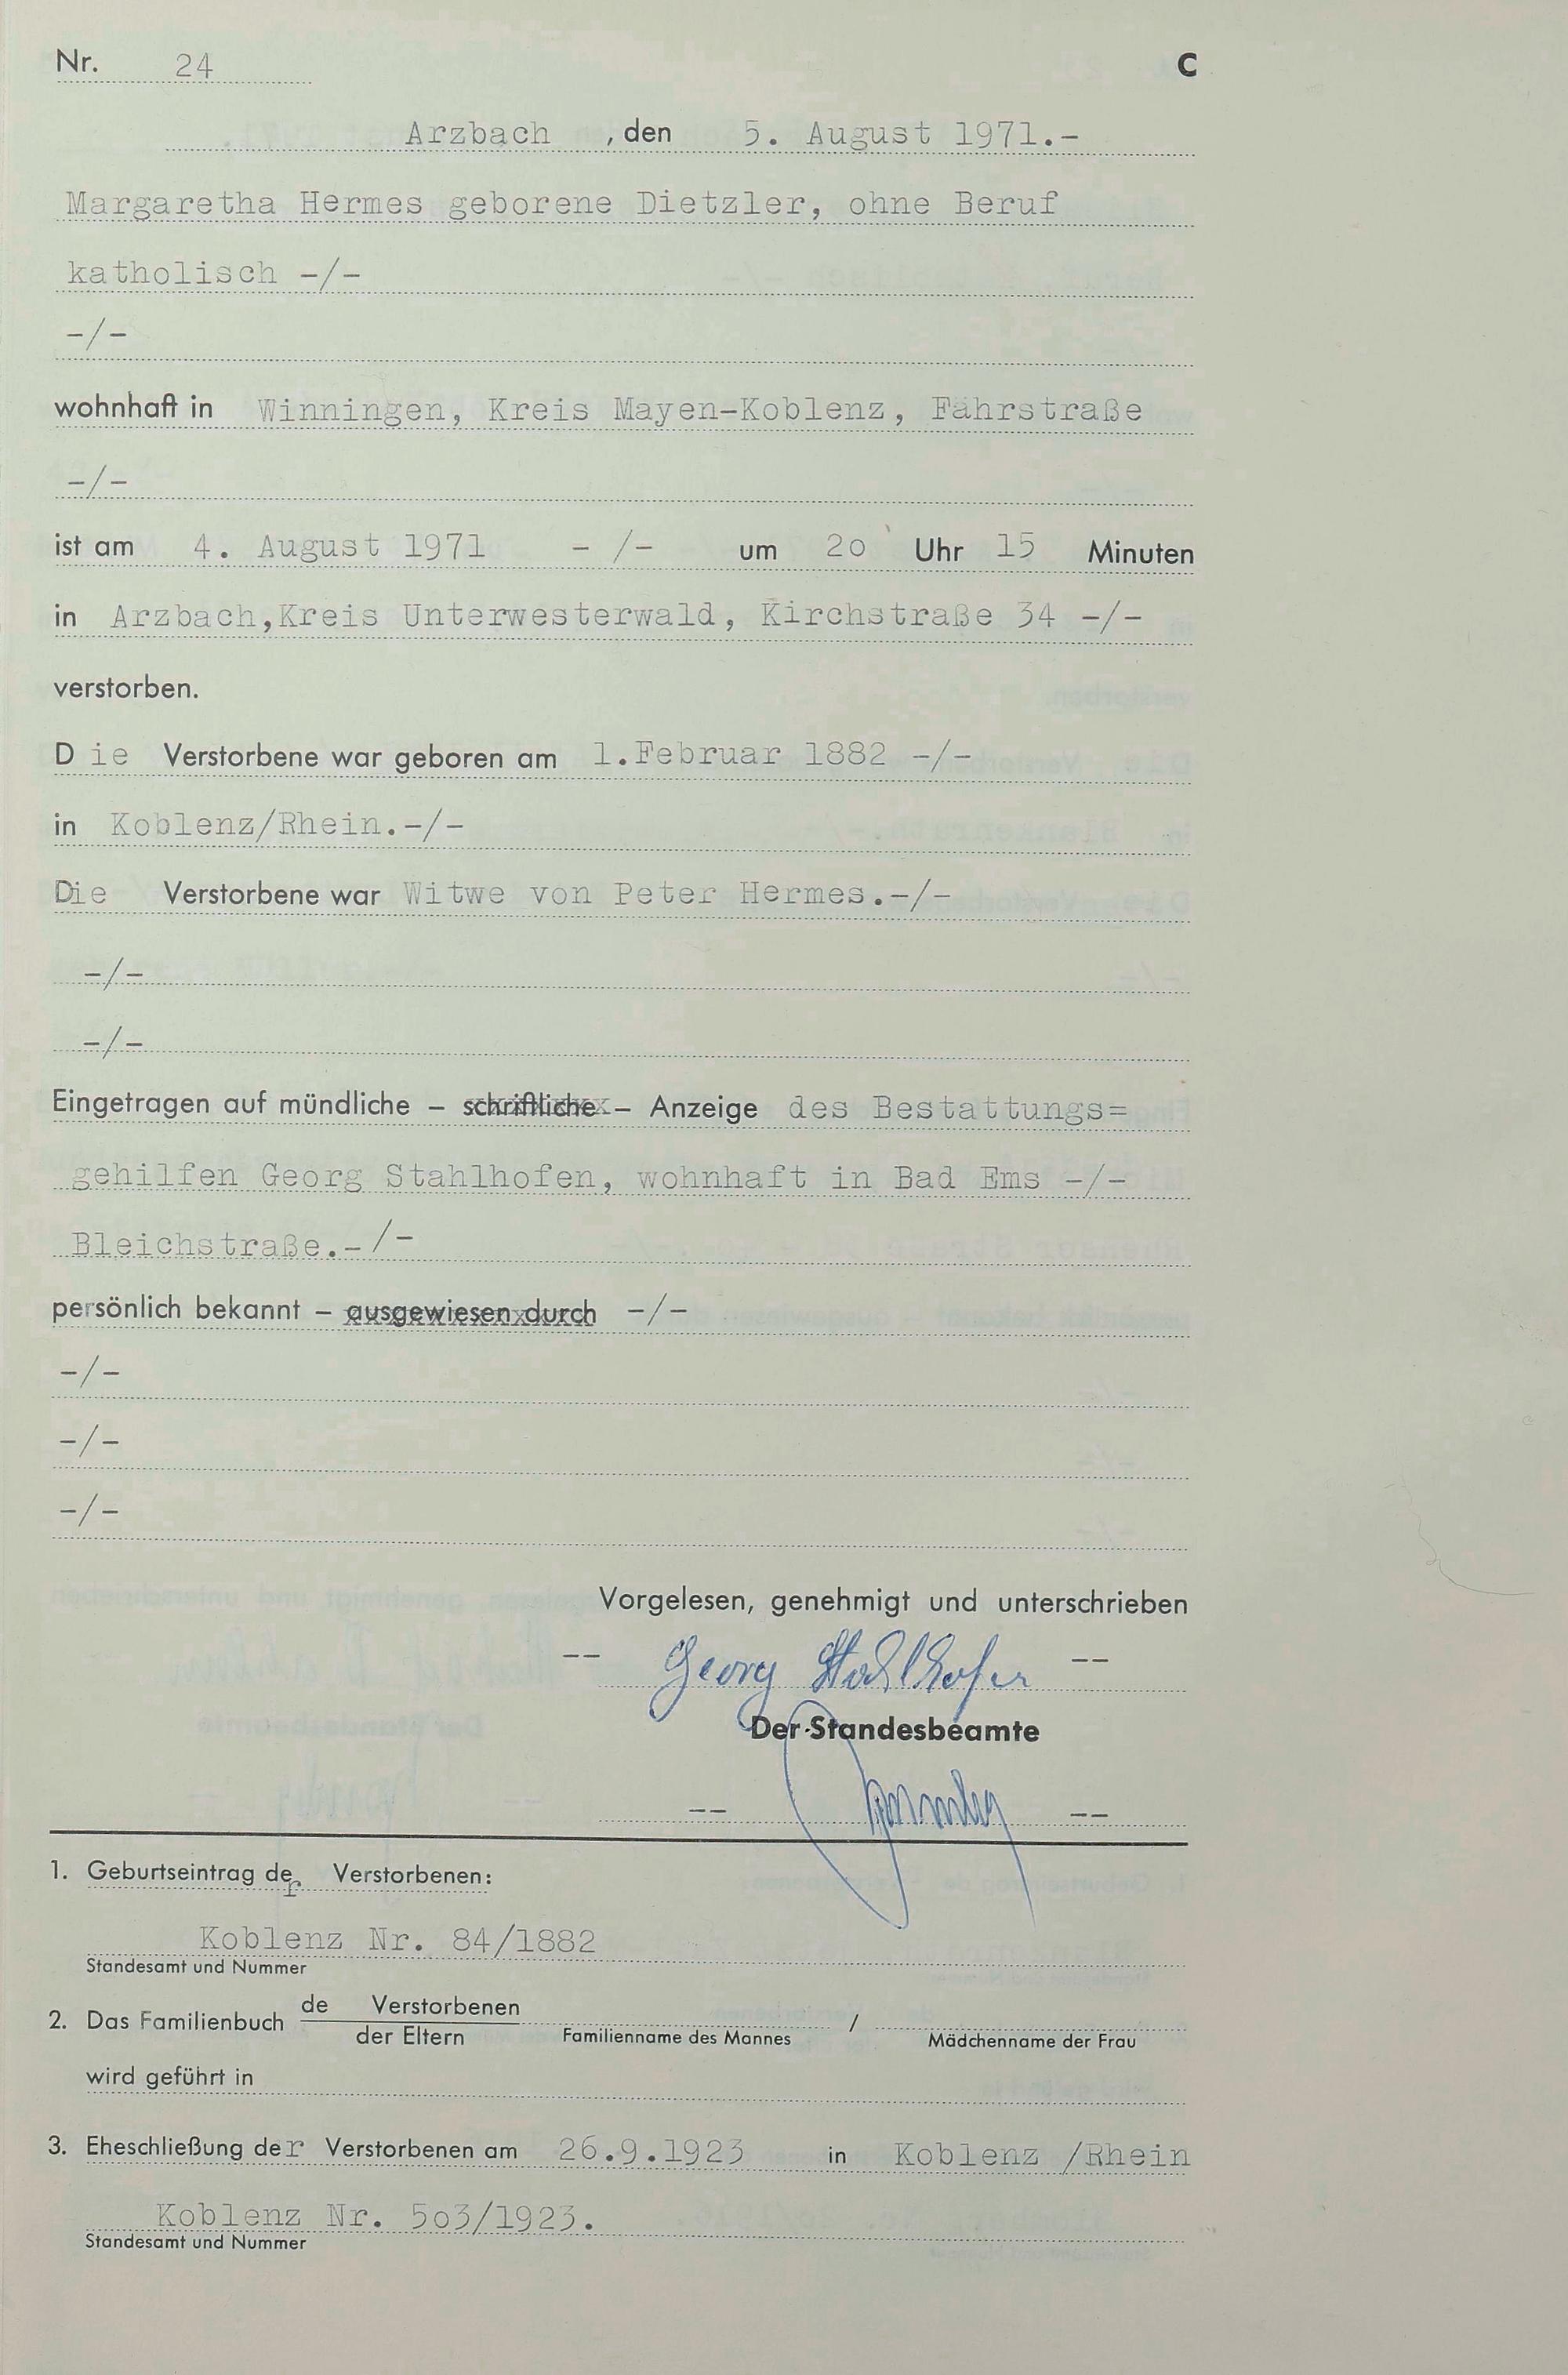 Nr. 24 C
Arzbach , den 5. August 1971.-
Margaretha Hermes geborene Dietzler, ohne Beruf
katholisch -/-
-/-
wohnhaft in Winningen, Kreis Mayen-Koblenz, Fährstraße
-/-
ist am 4. August 1971 - /- um 2o Uhr 15 Minuten
in Arzbach,Kreis Unterwesterwald, Kirchstraße 34 -/-
verstorben.
Die Verstorbene war geboren am 1.Februar 1882 -/-
in Koblenz/Rhein.-/-
Die Verstorbene war Witwe von Peter Hermes.-/-
-/-
-/-
Eingetragen auf mündliche – schriftliche – Anzeige des Bestattungs=
gehilfen Georg Stahlhofen, wohnhaft in Bad Ems -/-
Bleichstraße.-/-
persönlich bekannt – ausgewiesen durch -/-
-/-
-/-
-/-
Vorgelesen, genehmigt und unterschrieben
-- Georg Stahlhofen --
Der Standesbeamte
-- --
1. Geburtseintrag der Verstorbenen:
Koblenz Nr. 84/1882
Standesamt und Nummer
2. Das Familienbuch de Verstorbenen
der Eltern Familienname des Mannes / Mädchenname der Frau
wird geführt in
3. Eheschließung der Verstorbenen am 26.9.1923 in Koblenz /Rhein
Koblenz Nr. 5o3/1923.
Standesamt und Nummer